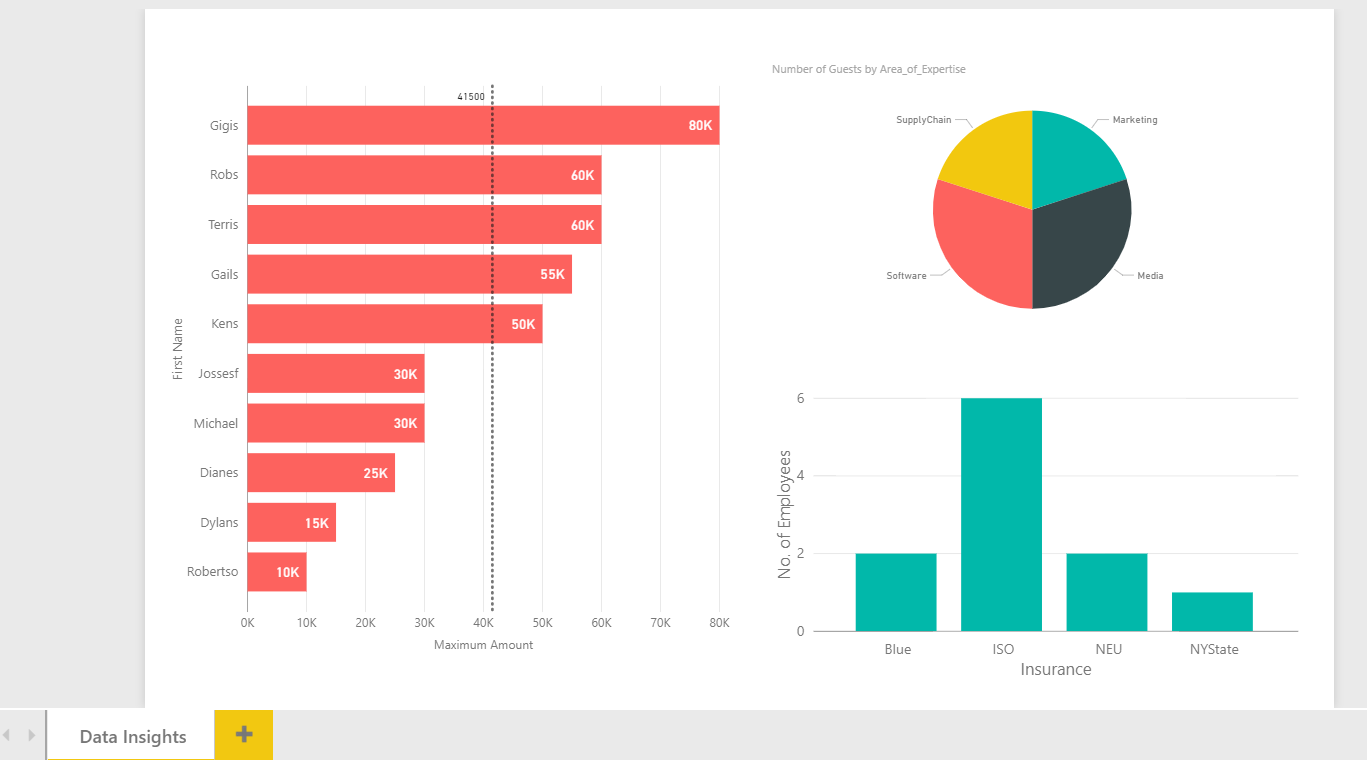 41500
Gigis 80K
Robs 60K
Terris 60K
Gails 55K
Kens 50K
Jossesf 30K
Michael 30K
Dianes 25K
Dylans 15K
Robertso 10K
First Name
0K 10K 20K 30K 40K 50K 60K 70K 80K
Maximum Amount
Number of Guests by Area_of_Expertise
SupplyChain Marketing
Software Media
6
4
2
0
No. of Employees
Blue ISO NEU NYState
Insurance
Data Insights